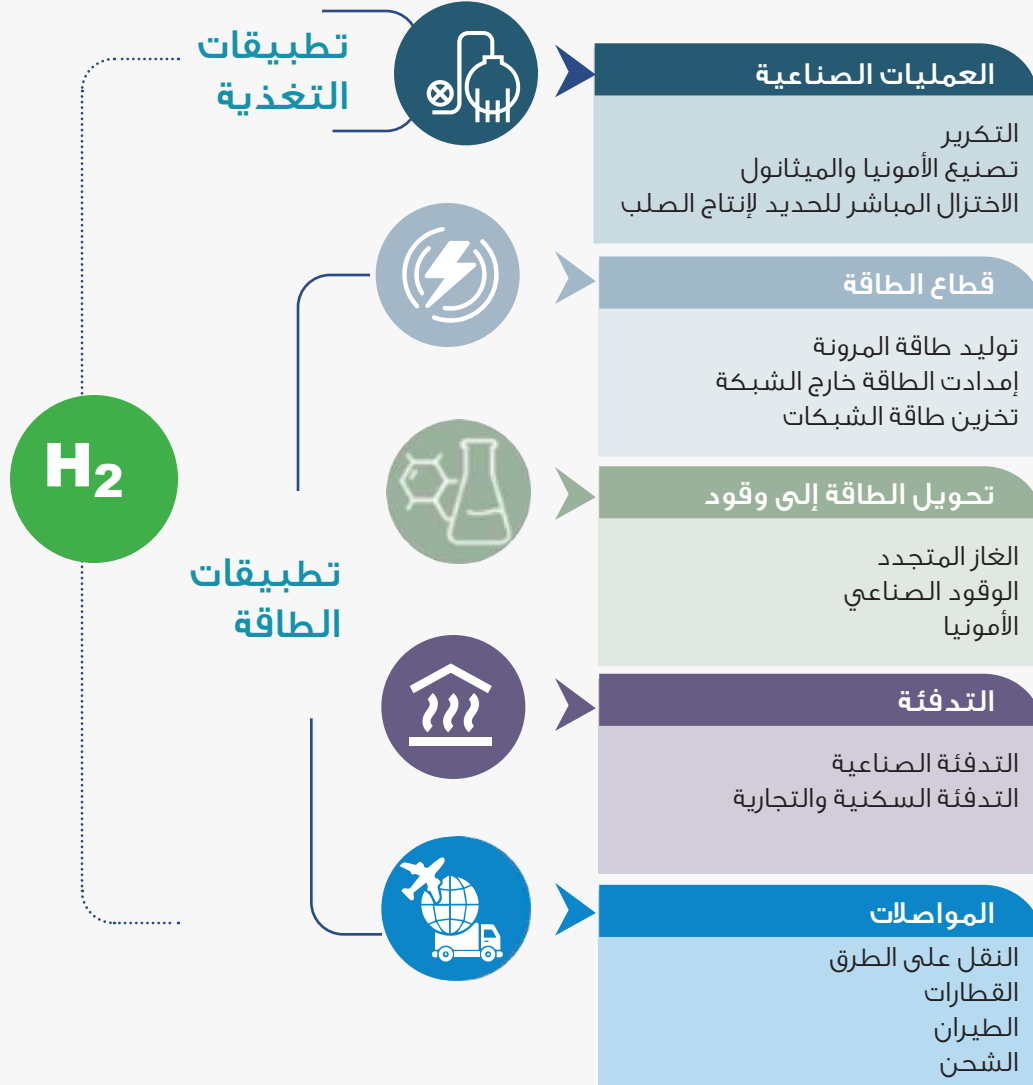 تطبيقات
التغذية
العمليات الصناعية
التكرير
تصنيع الأمونيا والميثانول
الاختزال المباشر للحديد لإنتاج الصلب
H₂
تطبيقات
الطاقة
قطاع الطاقة
توليد طاقة المرونة
إمدادت الطاقة خارج الشبكة
تخزين طاقة الشبكات
تحويل الطاقة إلى وقود
الغاز المتجدد
الوقود الصناعي
الأمونيا
التدفئة
التدفئة الصناعية
التدفئة السكنية والتجارية
المواصلات
النقل على الطرق
القطارات
الطيران
الشحن